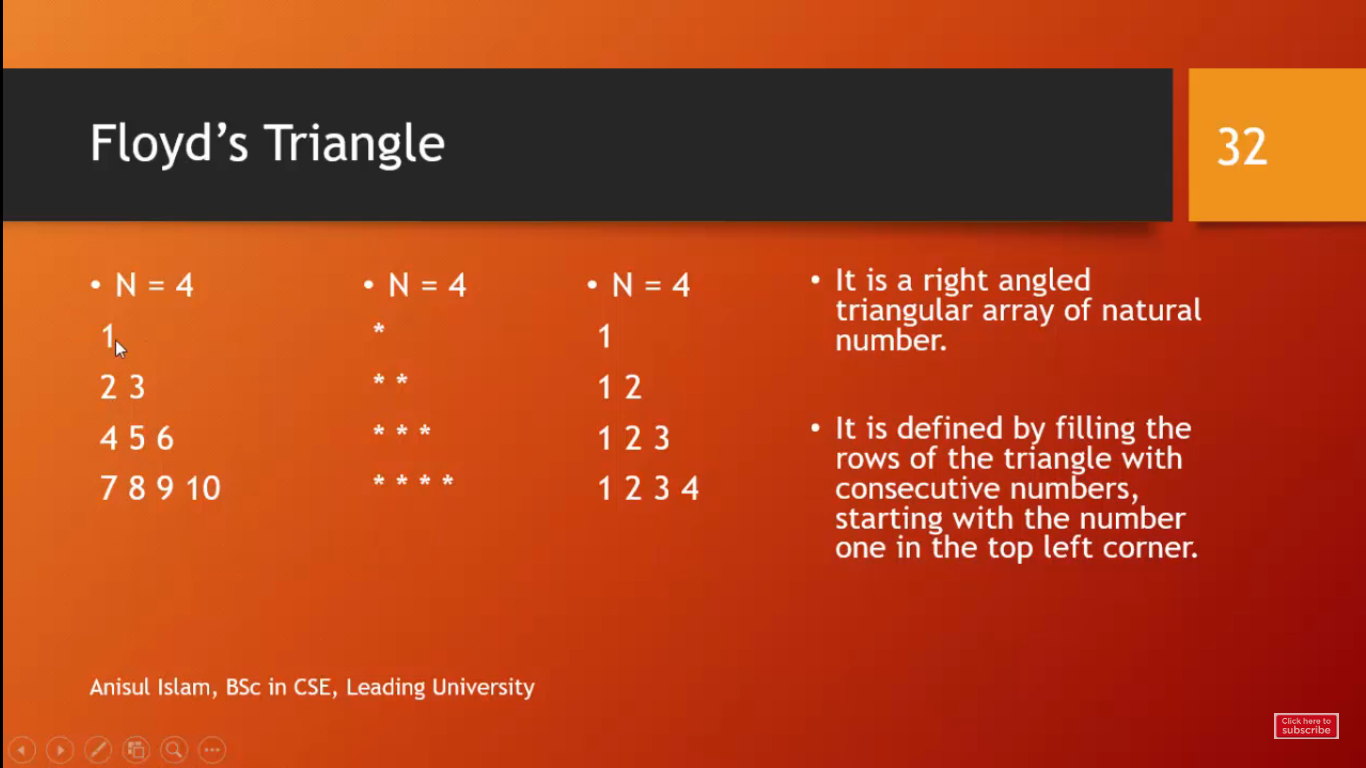 Floyd’s Triangle
32
• N = 4
1
2 3
4 5 6
7 8 9 10
• N = 4
*
* *
* * *
* * * *
• N = 4
1
1 2
1 2 3
1 2 3 4
• It is a right angled
triangular array of natural
number.
• It is defined by filling the
rows of the triangle with
consecutive numbers,
starting with the number
one in the top left corner.
Anisul Islam, BSc in CSE, Leading University
Click here to
subscribe